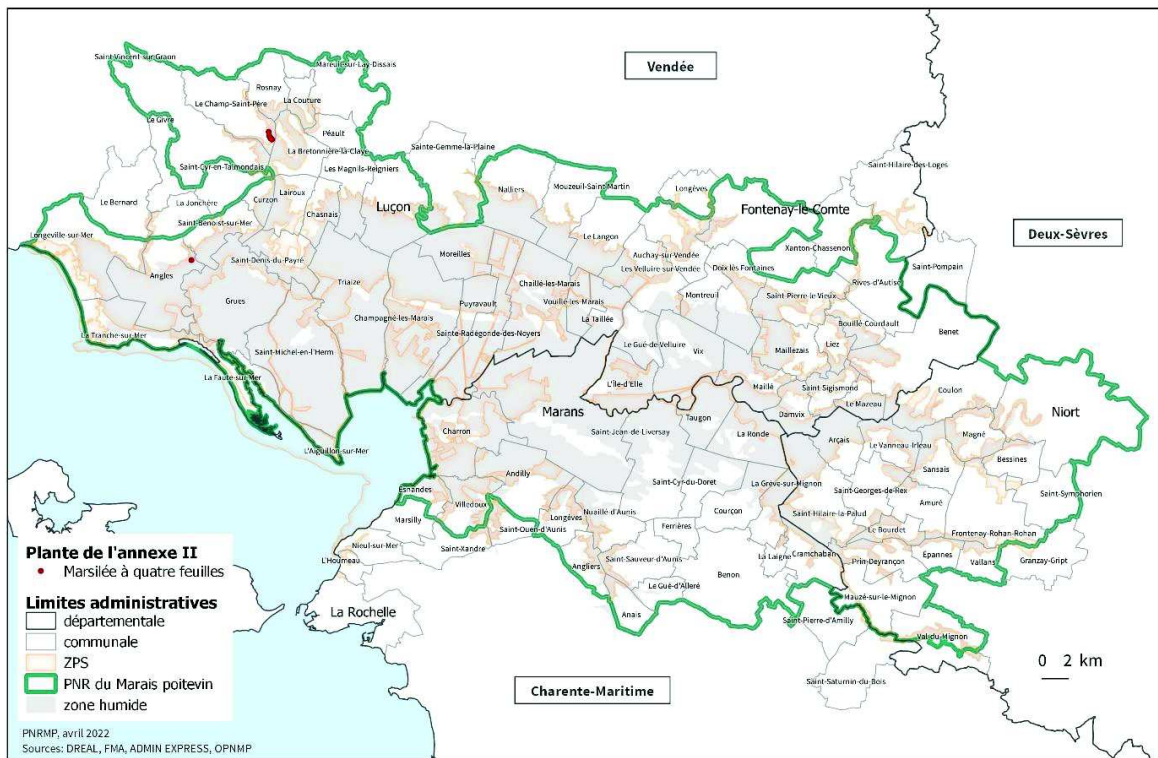 Vendée
Saint-Vincent-sur-Graon
Mareuil-sur-Lay-Dissais
Rosnay
Le Champ-Saint-Père
La Couture
Le Givre
Péault
Sainte-Gemme-la-Plaine
La Bretonnière-la-Claye
Saint-Cyr-en-Talmondais
Les Magnils-Reigniers
Saint-Hilaire-des-Loges
Le Bernard
La Jonchère
Lairoux
Curzon
Nalliers
Mouzeuil-Saint-Martin
Longèves
Luçon
Chasnais
Fontenay-le-Comte
Saint-Benoist-sur-Mer
Longeville-sur-Mer
Le Langon
Deux-Sèvres
Xanton-Chassenon
Moreilles
Auchay-sur-Vendée
Saint-Denis-du-Payré
Saint-Pompain
Angles
Les Velluire-sur-Vendée
Doix lès Fontaines
Triaize
Chaillé-les-Marais
Rives-d'Autise
Grues
Puyravault
Vouillé-les-Marais
Montreuil
Saint-Pierre-le-Vieux
Champagné-les-Marais
La Taillée
Bouillé-Courdault
La Tranche-sur-Mer
Sainte-Radégonde-des-Noyers
Benet
Saint-Michel-en-l'Herm
Le Gué-de-Velluire
Vix
Maillezais
Liez
La Faute-sur-Mer
L'Île-d'Elle
Maillé
Saint Sigismond
Coulon
Damvix
Le Mazeau
Marans
Taugon
Niort
Charron
Saint-Jean-de-Liversay
La Ronde
Arçais
Magné
Le Vanneau-Irleau
L'Aiguillon-sur-Mer
Bessines
Andilly
Sansais
Saint-Cyr-du-Doret
La Grève-sur-Mignon
Esnandes
Saint-Georges-de-Rex
Saint-Symphorien
Villedoux
Amuré
Marsilly
Longèves
Nuaillé-d'Aunis
Courçon
Saint-Hilaire-la-Palud
Saint-Ouen-d'Aunis
Ferrières
Le Bourdet
Frontenay-Rohan-Rohan
Nieul-sur-Mer
Saint-Xandre
La Laigne
Cramchaban
Epannes
L'Houmeau
Angliers
Saint-Sauveur-d'Aunis
Prin-Deyrançon
Vallans
Granzay-Gript
Benon
Le Gué-d'Alleré
Mauzé-sur-le-Mignon
La Rochelle
Anais
Saint-Pierre-d'Amilly
Val-du-Mignon
Saint-Saturnin-du-Bois
Charente-Maritime
0 2 km
Plante de l'annexe II
Marsilée à quatre feuilles
Limites administratives
départementale
communale
ZPS
PNR du Marais poitevin
zone humide
PNRMP, avril 2022
Sources: DREAL, FMA, ADMIN EXPRESS, OPNMP